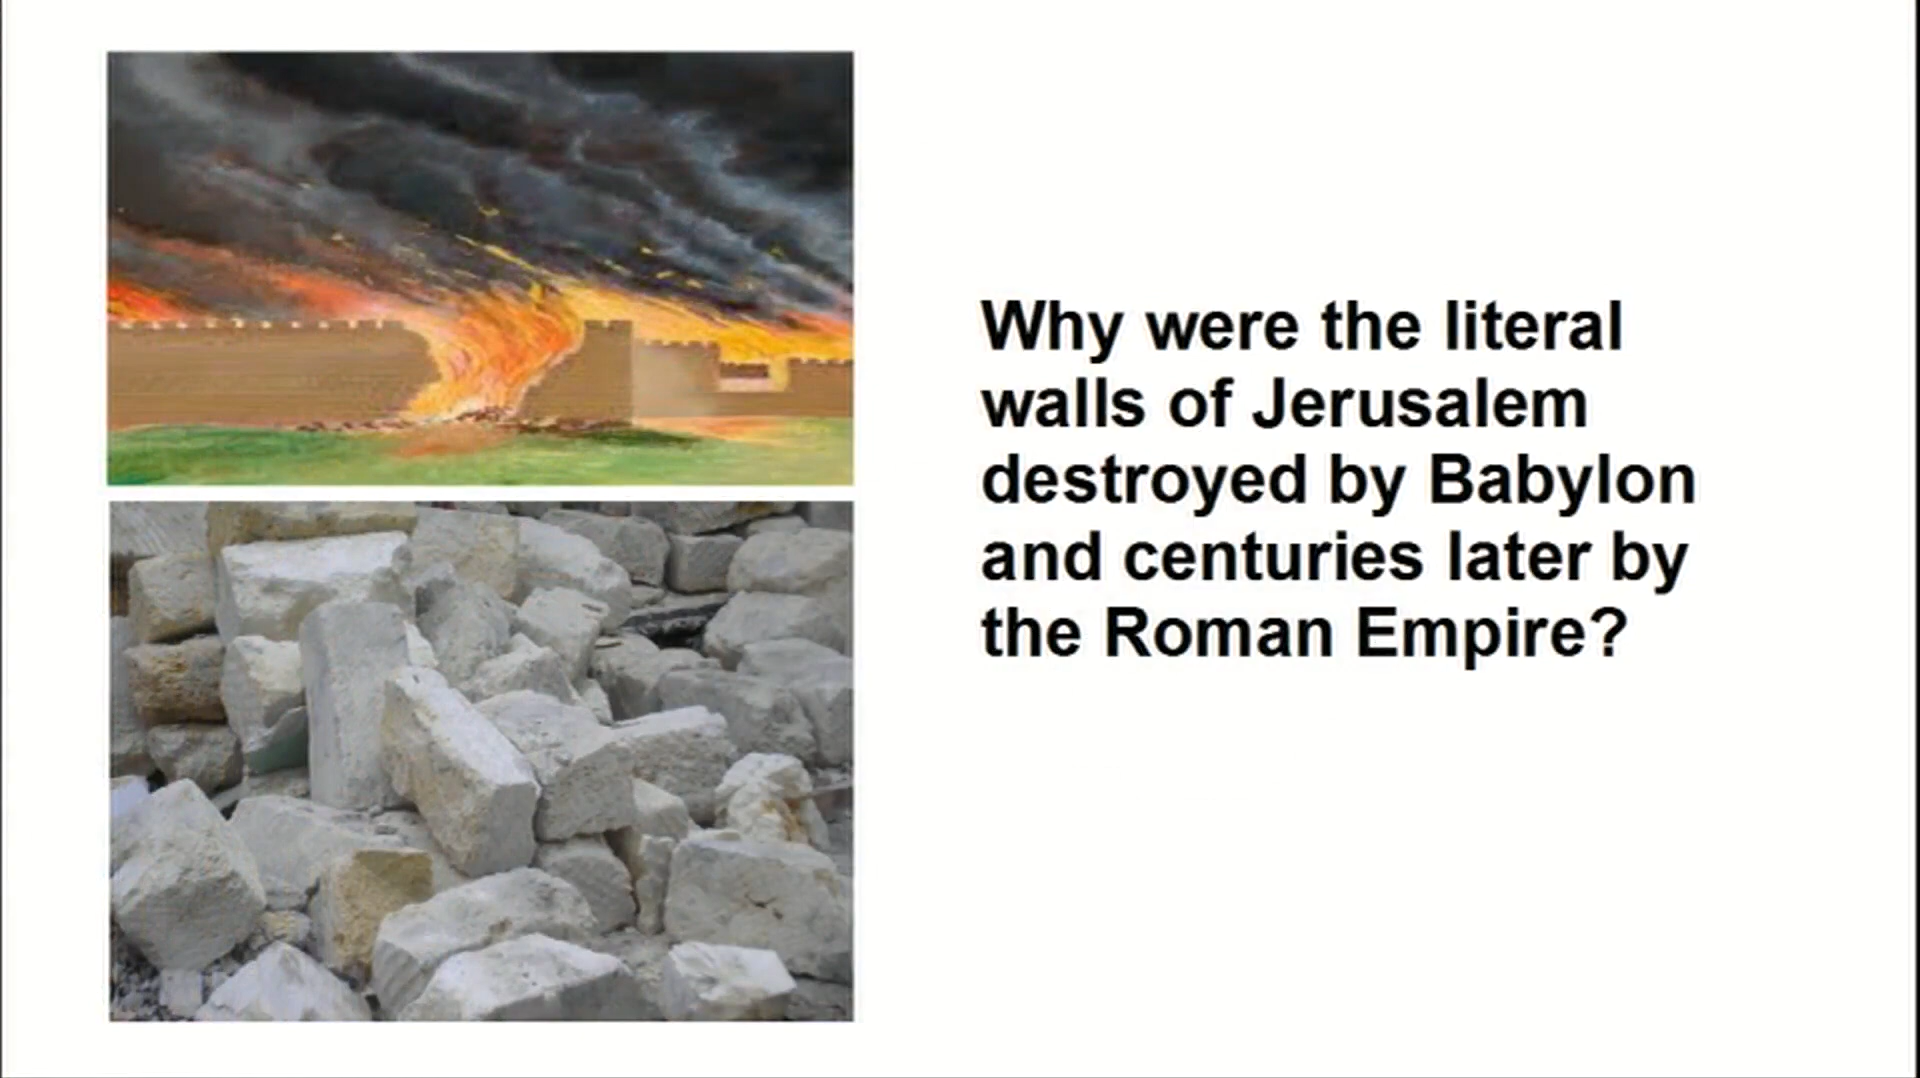 Why were the literal
walls of Jerusalem
destroyed by Babylon
and centuries later by
the Roman Empire?